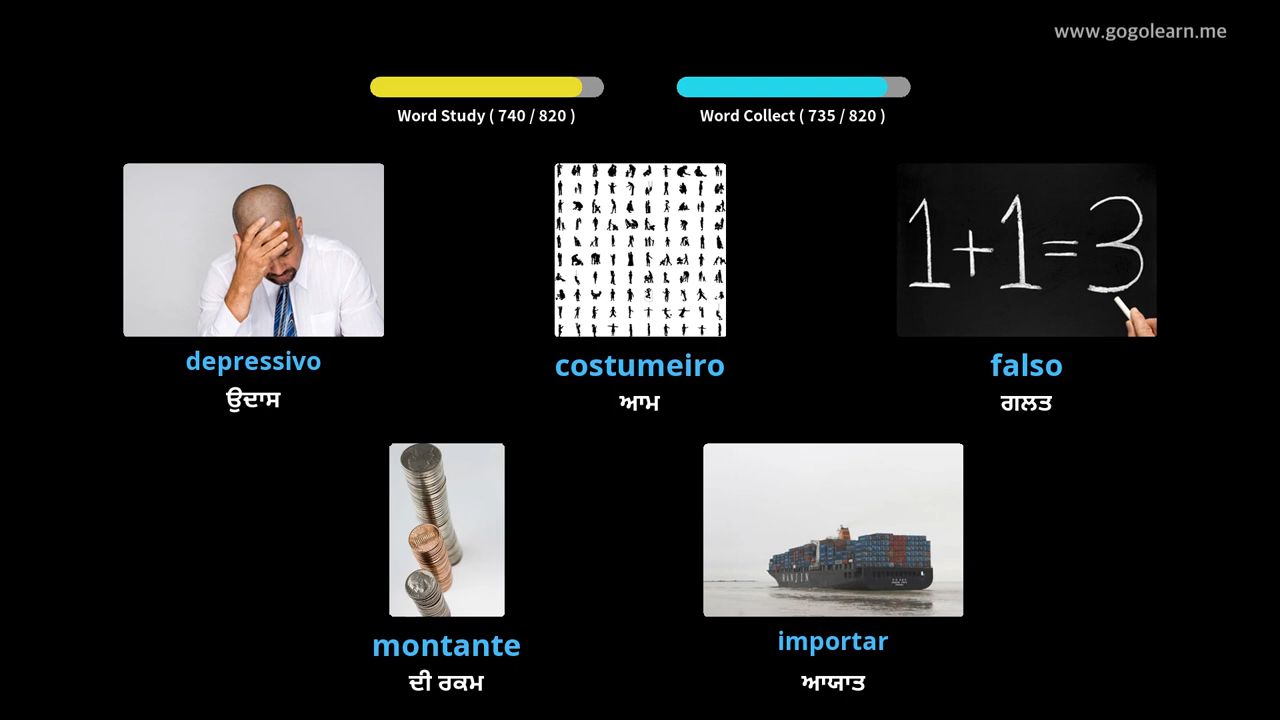 www.gogolearn.me
Word Study ( 740 / 820 )
Word Collect ( 735 / 820 )
1+1=3
depressivo
ਉਦਾਸ
costumeiro
ਆਮ
falso
ਗਲਤ
HANJIN
montante
ਦੀ ਰਕਮ
importar
ਆਯਾਤ